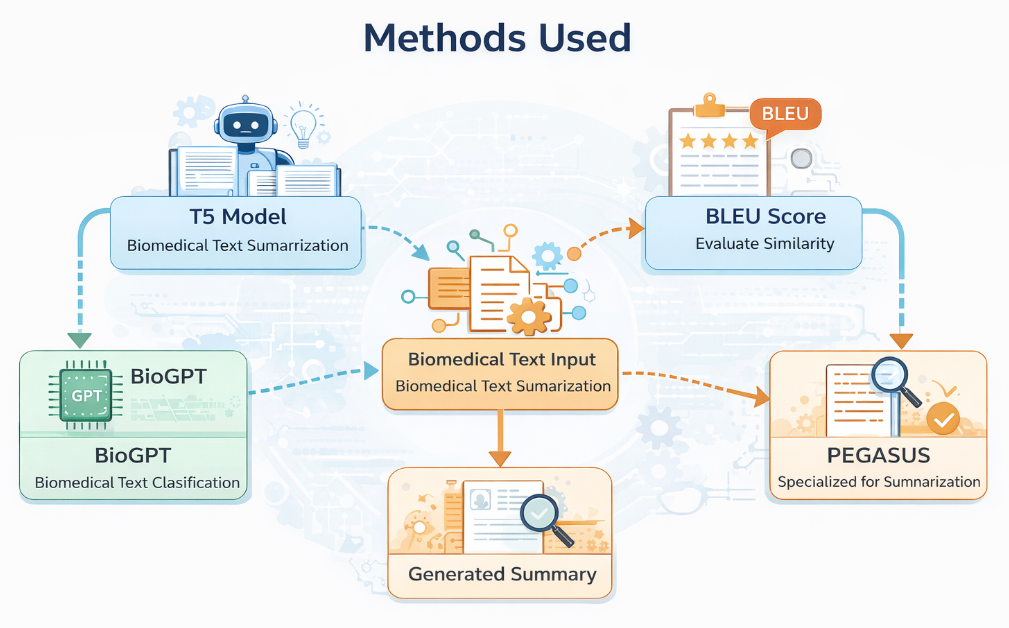 Methods Used
BLEU
T5 Model
Biomedical Text Sumarrization
BLEU Score
Evaluate Similarity
Biomedical Text Input
Biomedical Text Sumarization
GPT
BioGPT
BioGPT
Biomedical Text Clasification
PEGASUS
Specialized for Sumnarization
Generated Summary